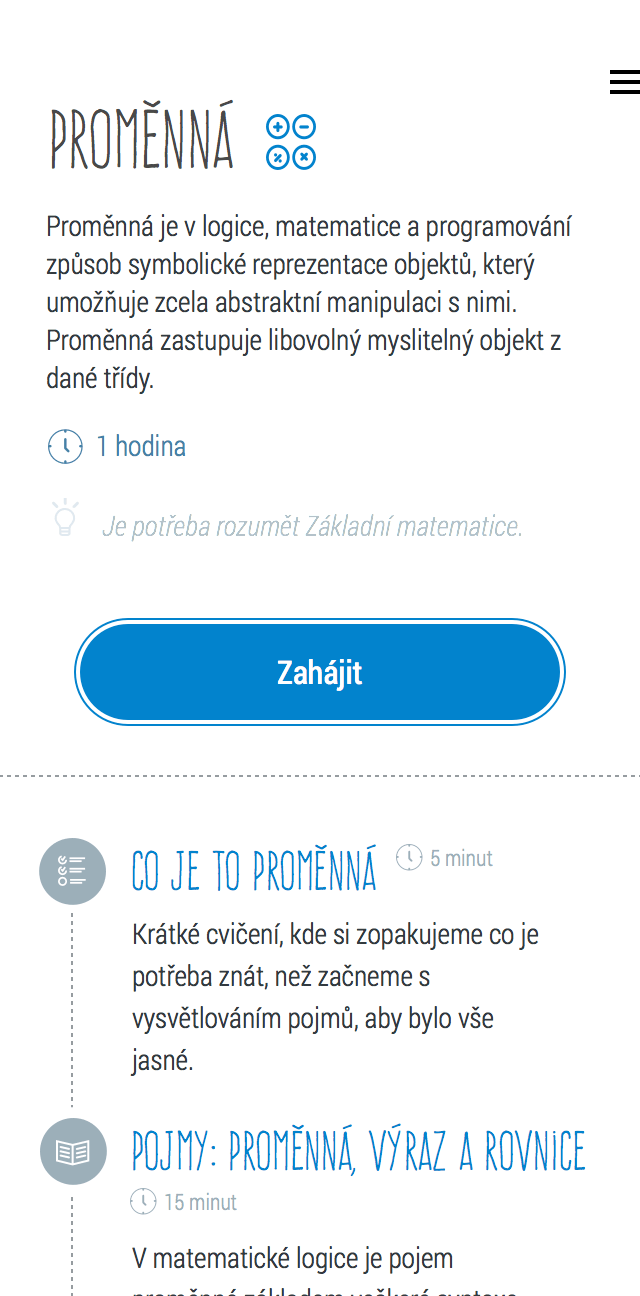 PROMĚNNÁ
Proměnná je v logice, matematice a programování
způsob symbolické reprezentace objektů, který
umožňuje zcela abstraktní manipulaci s nimi.
Proměnná zastupuje libovolný myslitelný objekt z
dané třídy.
1 hodina
Je potřeba rozumět Základní matematice.
Zahájit
CO JE TO PROMĚNNÁ
5 minut
Krátké cvičení, kde si zopakujeme co je
potřeba znát, než začneme s
vysvětlováním pojmů, aby bylo vše
jasné.
POJMY: PROMĚNNÁ, VÝRAZ A ROVNICE
15 minut
V matematické logice je pojem